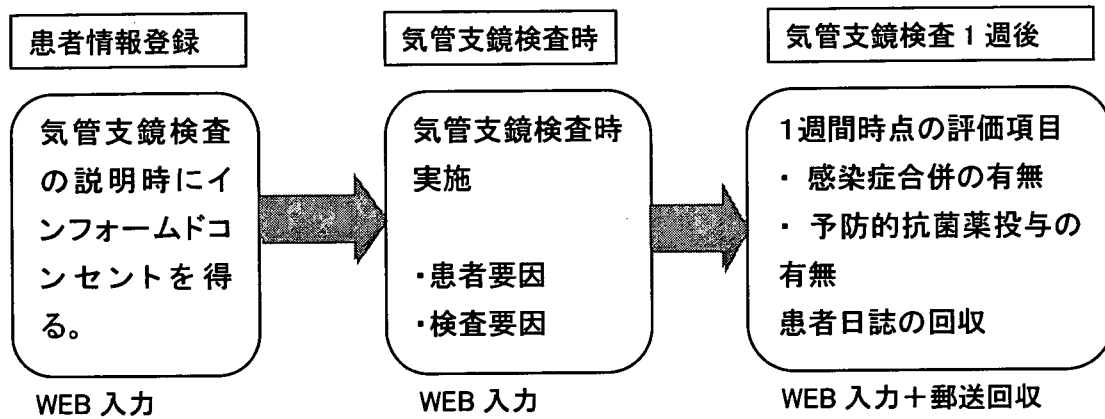 患者情報登録
気管支鏡検査
の説明時にイ
ンフォームドコ
ンセントを得
る。
WEB 入力
気管支鏡検査時
気管支鏡検査時
実施
・患者要因
・検査要因
WEB 入力
気管支鏡検査 1 週後
1週間時点の評価項目
・ 感染症合併の有無
・ 予防的抗菌薬投与の
有無
患者日誌の回収
WEB 入力＋郵送回収